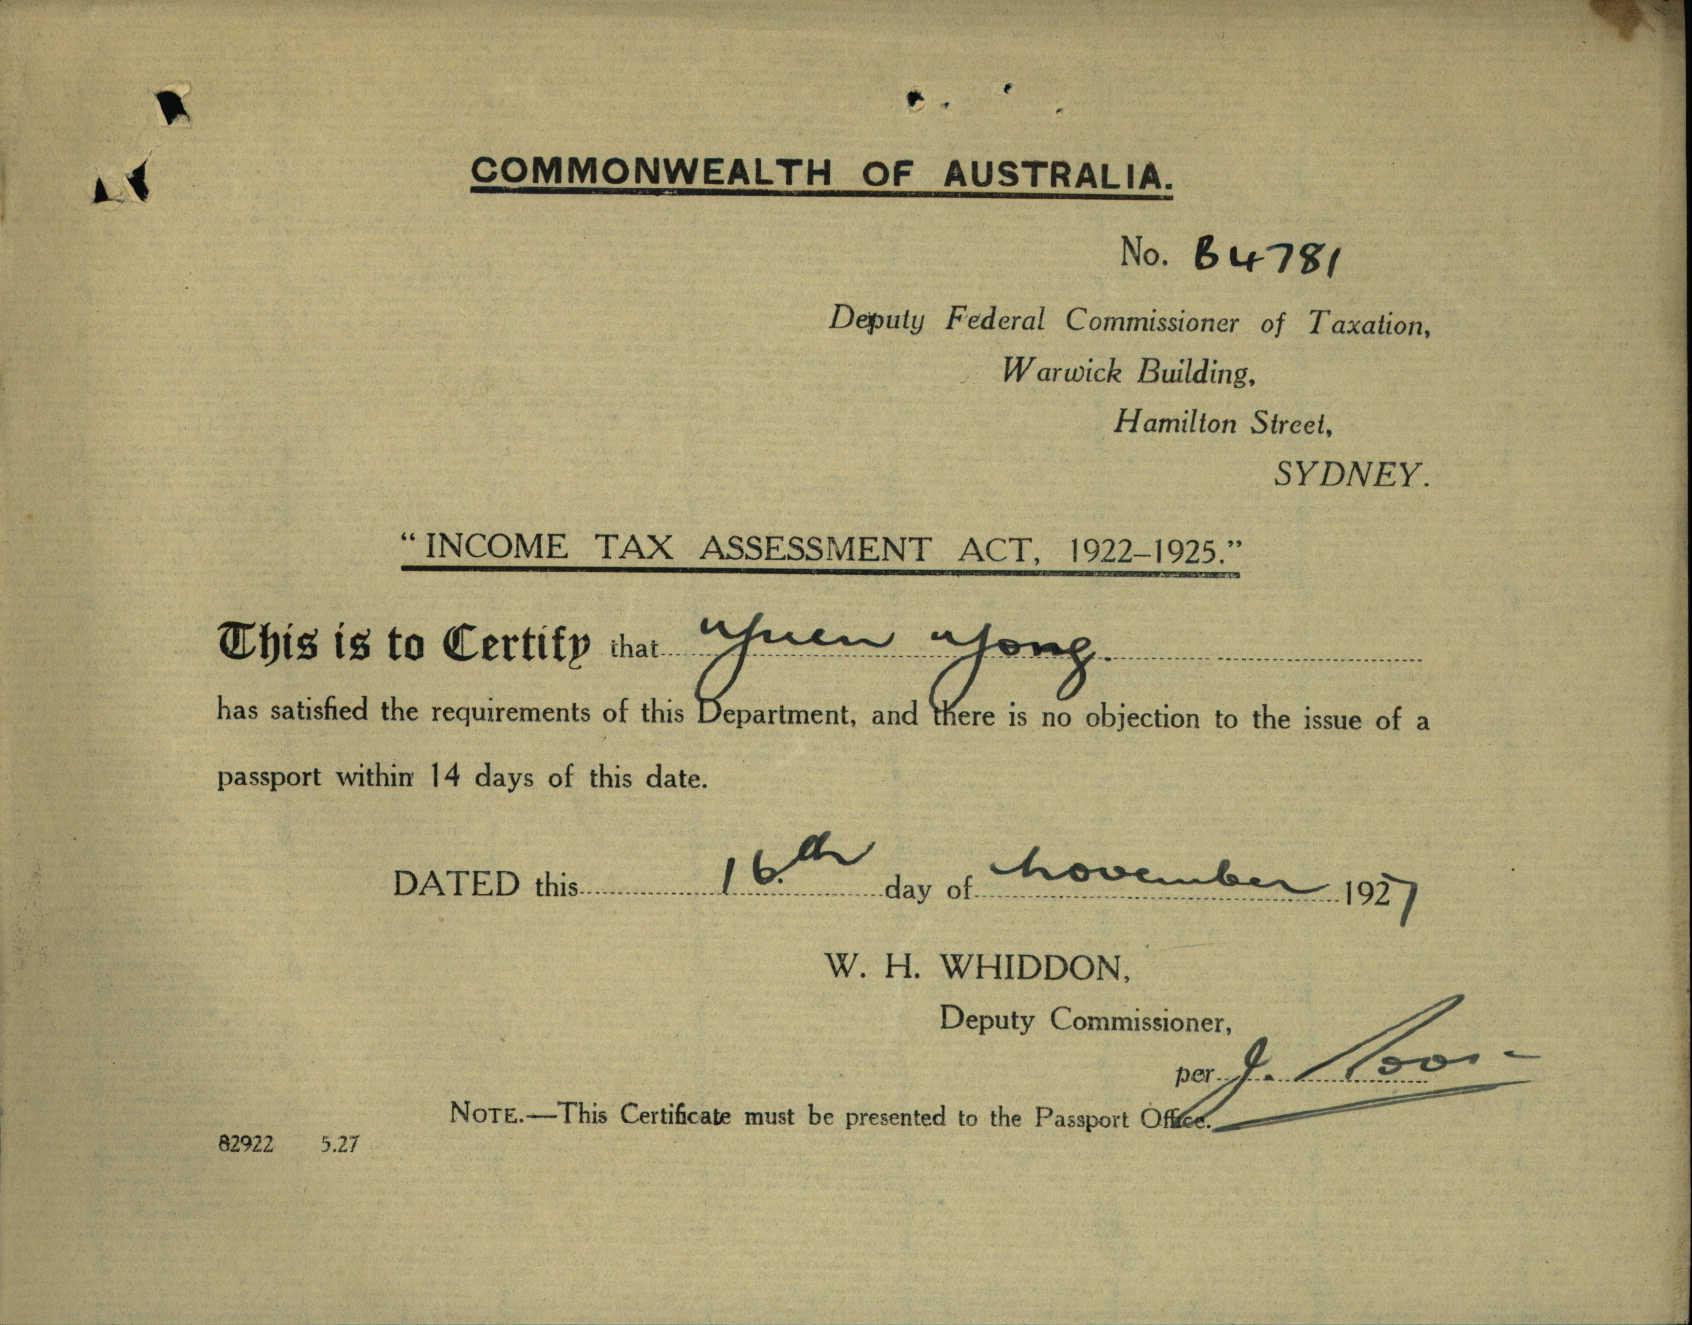 COMMONWEALTH OF AUSTRALIA.
No. B4781
Deputy Federal Commissioner of Taxation,
Warwick Building,
Hamilton Street,
SYDNEY.
"INCOME TAX ASSESSMENT ACT, 1922–1925."
This is to Certify that Yuen Yong.
has satisfied the requirements of this Department, and there is no objection to the issue of a
passport within 14 days of this date.
DATED this 16th day of November 1927
W. H. WHIDDON,
Deputy Commissioner,
per J.
NOTE.—This Certificate must be presented to the Passport Office.
82922 5.27